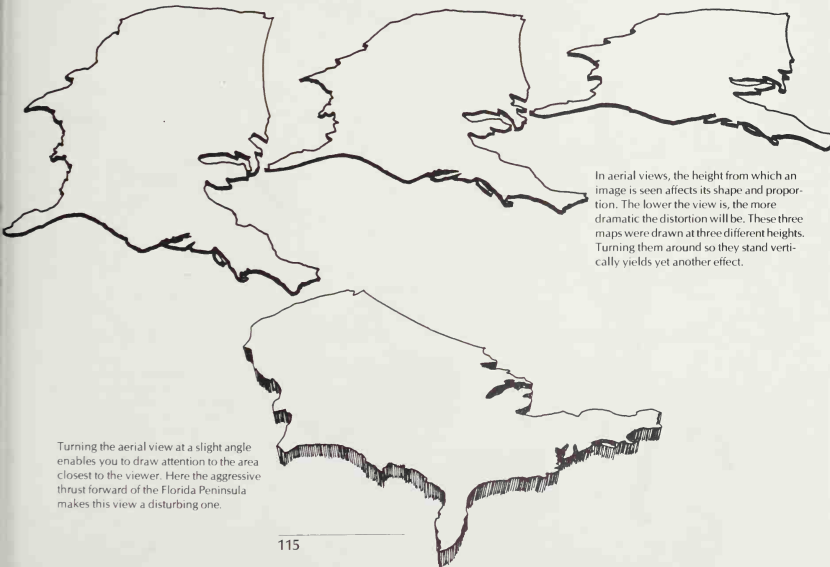 In aerial views, the height from which an
image is seen affects its shape and propor-
tion. The lower the view is, the more
dramatic the distortion will be. These three
maps were drawn at three different heights.
Turning them around so they stand verti-
cally yields yet another effect.
Turning the aerial view at a slight angle
enables you to draw attention to the area
closest to the viewer. Here the aggressive
thrust forward of the Florida Peninsula
makes this view a disturbing one.
115